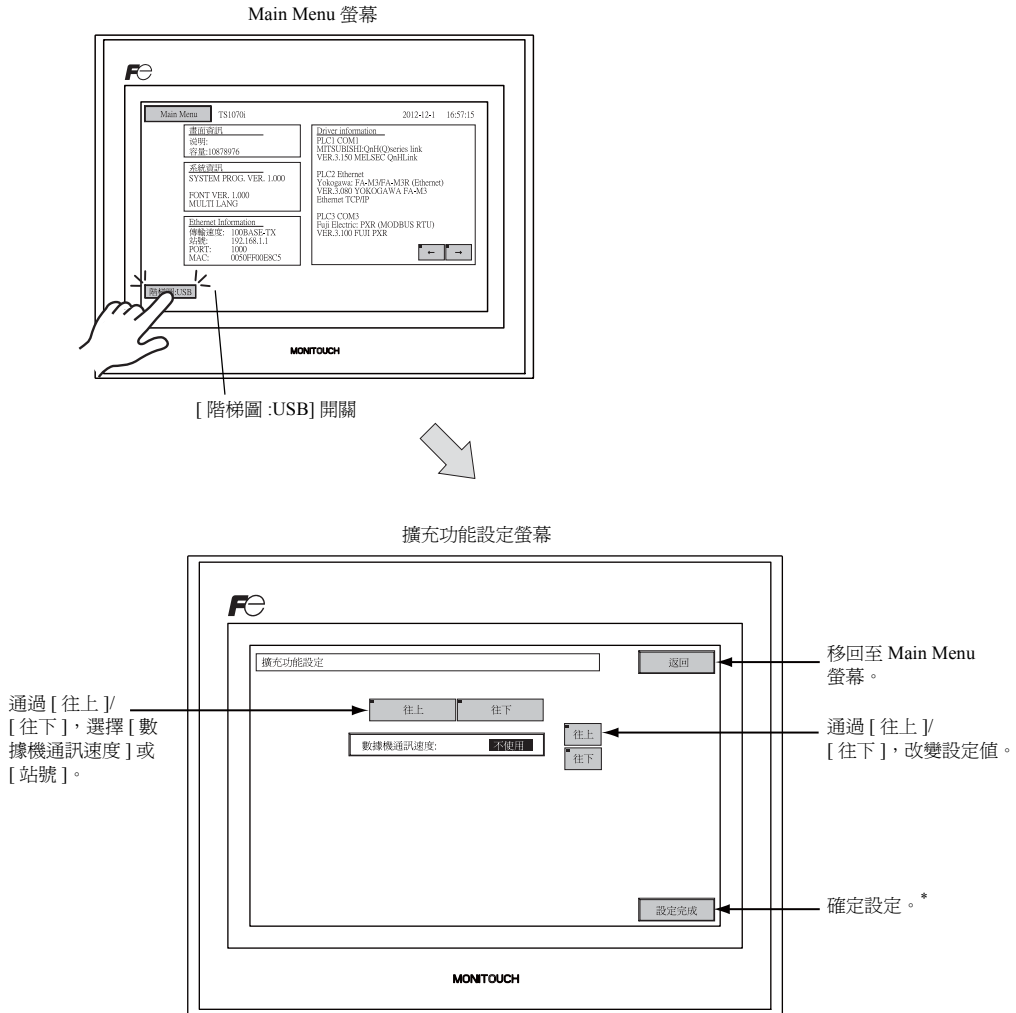 Main Menu 螢幕
Fe
Main Menu
TS1070i
2012-12-1 16:57:15
畫面資訊
說明:
容量:10878976
系統資訊
SYSTEM PROG. VER. 1.000
FONT VER. 1.000
MULTI LANG
Ethernet Information
傳輸速度: 100BASE-TX
站號: 192.168.1.1
PORT: 1000
MAC: 0050FF00E8C5
Driver information
PLC1 COM1
MITSUBISHI:QnH(Q)series link
VER.3.150 MELSEC QnHLink
PLC2 Ethernet
Yokogawa: FA-M3/FA-M3R (Ethernet)
VER.3.080 YOKOGAWA FA-M3
Ethernet TCP/IP
PLC3 COM3
Fuji Electric: PXR (MODBUS RTU)
VER.3.100 FUJI PXR
← →
階梯圖:USB
MONITOUCH
[ 階梯圖 :USB] 開關
擴充功能設定螢幕
Fe
擴充功能設定
返回
移回至 Main Menu
螢幕。
通過 [ 往上 ]/
[ 往下 ]，選擇 [ 數
據機通訊速度 ] 或
[ 站號 ]。
往上 往下
數據機通訊速度: 不使用
往上
往下
通過 [ 往上 ]/
[ 往下 ]，改變設定值。
設定完成
確定設定。*
MONITOUCH